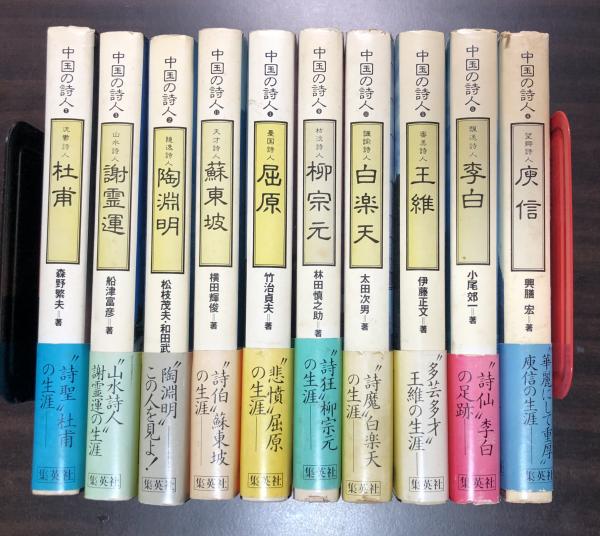 中国の詩人 7
沈鬱詩人
杜甫
森野繁夫＝著
"詩聖"杜甫
の生涯——
集英社
中国の詩人 3
山水詩人
謝霊運
船津富彦＝著
"山水詩人"
謝霊運の生涯
集英社
中国の詩人 2
隠逸詩人
陶淵明
松枝茂夫・和田武
"陶淵明"——
この人を見よ！
集英社
中国の詩人 11
天才詩人
蘇東坡
横田輝俊＝著
"詩伯"蘇東坡
の生涯——
集英社
中国の詩人 1
憂国詩人
屈原
竹治貞夫＝著
"悲憤"屈原
の生涯——
集英社
中国の詩人 9
枯淡詩人
柳宗元
林田慎之助＝著
"詩狂"柳宗元
の生涯——
集英社
中国の詩人 10
諷諭詩人
白楽天
太田次男＝著
"詩魔"白楽天
の生涯——
集英社
中国の詩人 5
審美詩人
王維
伊藤正文＝著
"多芸多才"
王維の生涯——
集英社
中国の詩人 6
飄逸詩人
李白
小尾郊一＝著
"詩仙"李白
の足跡——
集英社
中国の詩人 4
望郷詩人
庾信
興膳 宏＝著
"華麗にして重厚"
庾信の生涯——
集英社